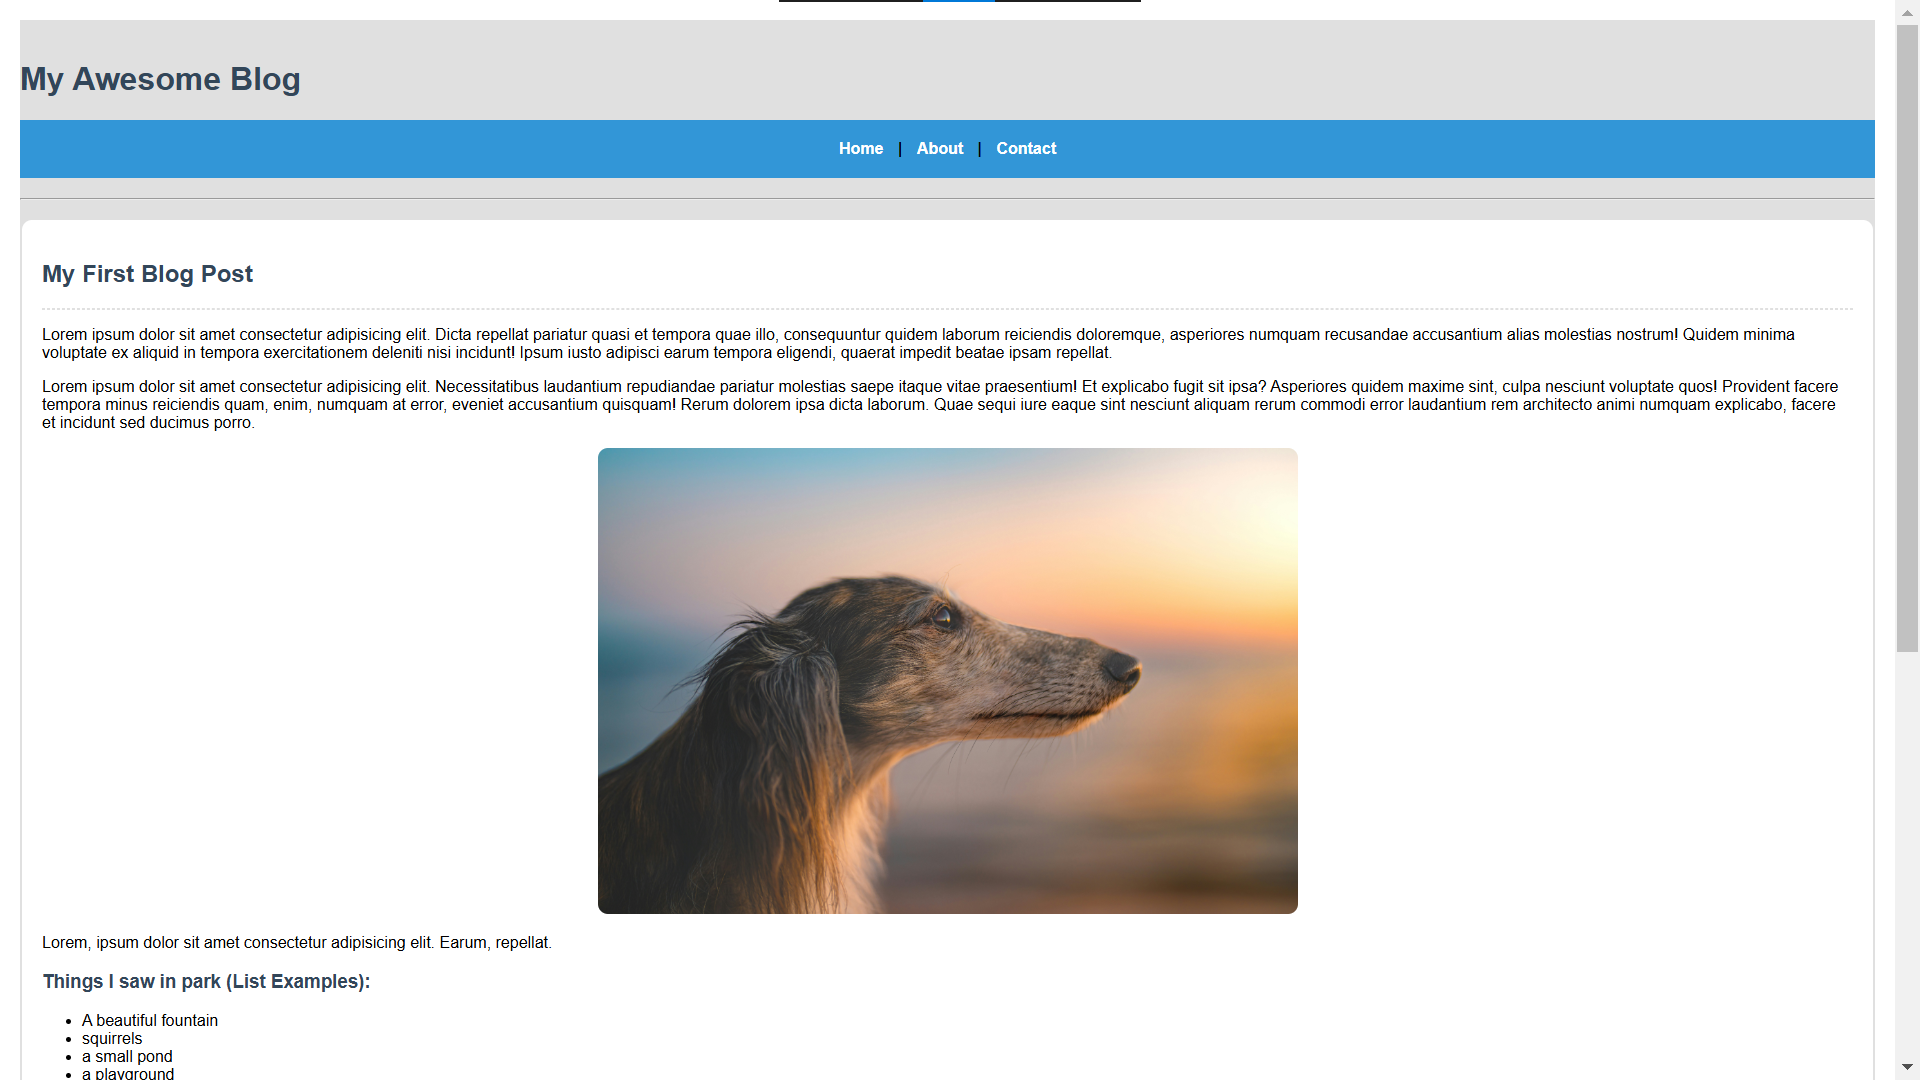 My Awesome Blog
Home | About | Contact
My First Blog Post
Lorem ipsum dolor sit amet consectetur adipisicing elit. Dicta repellat pariatur quasi et tempora quae illo, consequuntur quidem laborum reiciendis doloremque, asperiores numquam recusandae accusantium alias molestias nostrum! Quidem minima
voluptate ex aliquid in tempora exercitationem deleniti nisi incidunt! Ipsum iusto adipisci earum tempora eligendi, quaerat impedit beatae ipsam repellat.
Lorem ipsum dolor sit amet consectetur adipisicing elit. Necessitatibus laudantium repudiandae pariatur molestias saepe itaque vitae praesentium! Et explicabo fugit sit ipsa? Asperiores quidem maxime sint, culpa nesciunt voluptate quos! Provident facere
tempora minus reiciendis quam, enim, numquam at error, eveniet accusantium quisquam! Rerum dolorem ipsa dicta laborum. Quae sequi iure eaque sint nesciunt aliquam rerum commodi error laudantium rem architecto animi numquam explicabo, facere
et incidunt sed ducimus porro.
Lorem, ipsum dolor sit amet consectetur adipisicing elit. Earum, repellat.
Things I saw in park (List Examples):
• A beautiful fountain
• squirrels
• a small pond
• a playground